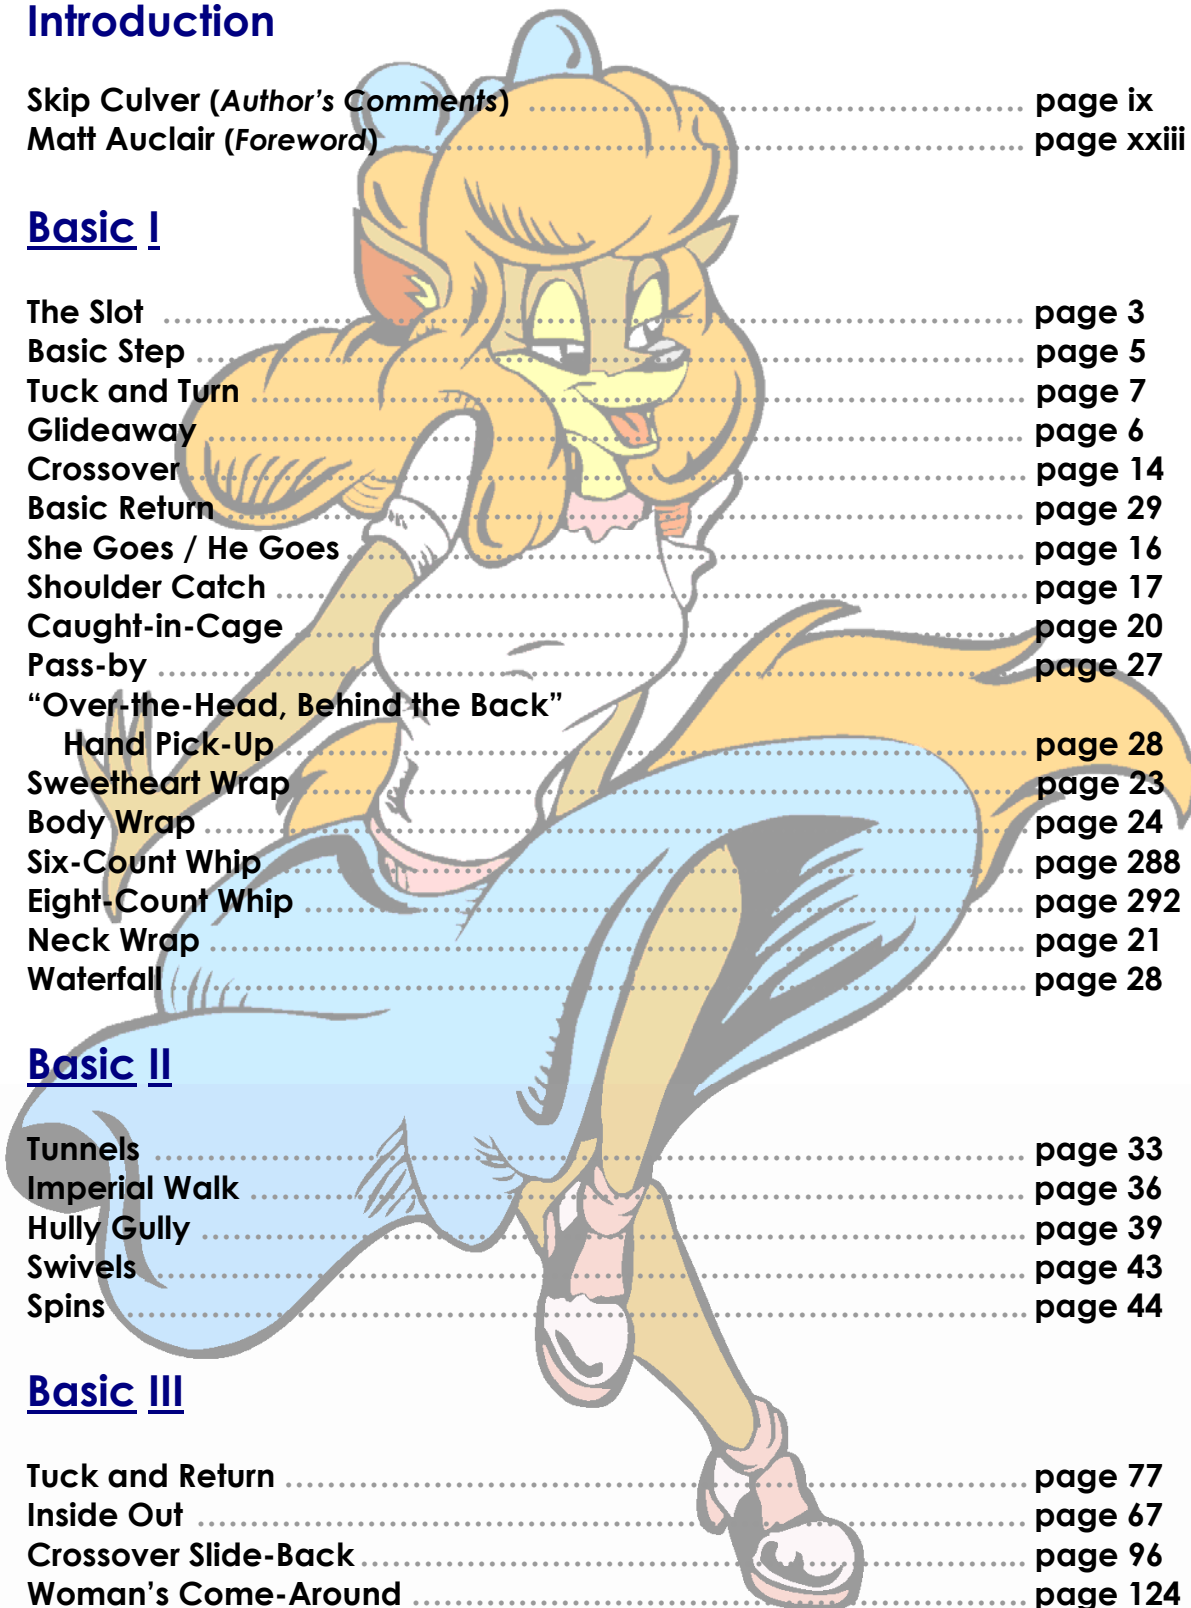 Introduction
Skip Culver (Author's Comments) ........................................ page ix
Matt Auclair (Foreword) ........................................ page xxiii
Basic I
The Slot ........................................ page 3
Basic Step ........................................ page 5
Tuck and Turn ........................................ page 7
Glideaway ........................................ page 6
Crossover ........................................ page 14
Basic Return ........................................ page 29
She Goes / He Goes ........................................ page 16
Shoulder Catch ........................................ page 17
Caught-in-Cage ........................................ page 20
Pass-by ........................................ page 27
“Over-the-Head, Behind the Back”
Hand Pick-Up ........................................ page 28
Sweetheart Wrap ........................................ page 23
Body Wrap ........................................ page 24
Six-Count Whip ........................................ page 288
Eight-Count Whip ........................................ page 292
Neck Wrap ........................................ page 21
Waterfall ........................................ page 28
Basic II
Tunnels ........................................ page 33
Imperial Walk ........................................ page 36
Hully Gully ........................................ page 39
Swivels ........................................ page 43
Spins ........................................ page 44
Basic III
Tuck and Return ........................................ page 77
Inside Out ........................................ page 67
Crossover Slide-Back ........................................ page 96
Woman's Come-Around ........................................ page 124